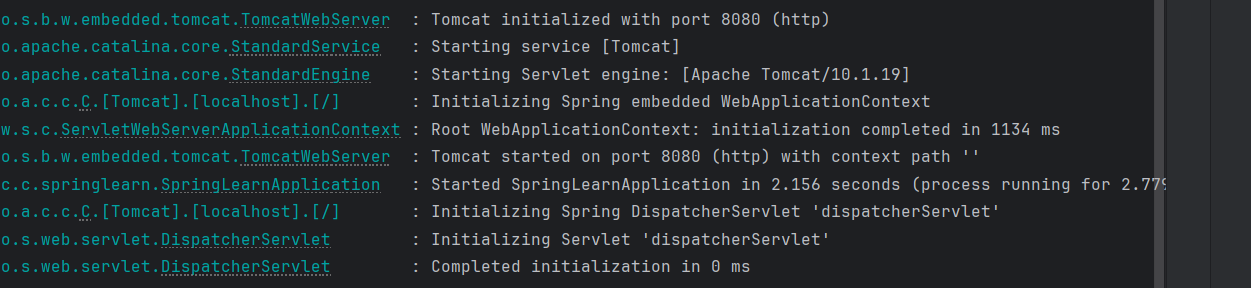 o.s.b.w.embedded.tomcat.TomcatWebServer : Tomcat initialized with port 8080 (http)
o.apache.catalina.core.StandardService : Starting service [Tomcat]
o.apache.catalina.core.StandardEngine : Starting Servlet engine: [Apache Tomcat/10.1.19]
o.a.c.c.C.[Tomcat].[localhost].[/] : Initializing Spring embedded WebApplicationContext
w.s.c.ServletWebServerApplicationContext : Root WebApplicationContext: initialization completed in 1134 ms
o.s.b.w.embedded.tomcat.TomcatWebServer : Tomcat started on port 8080 (http) with context path ''
c.c.springlearn.SpringLearnApplication : Started SpringLearnApplication in 2.156 seconds (process running for 2.779
o.a.c.c.C.[Tomcat].[localhost].[/] : Initializing Spring DispatcherServlet 'dispatcherServlet'
o.s.web.servlet.DispatcherServlet : Initializing Servlet 'dispatcherServlet'
o.s.web.servlet.DispatcherServlet : Completed initialization in 0 ms